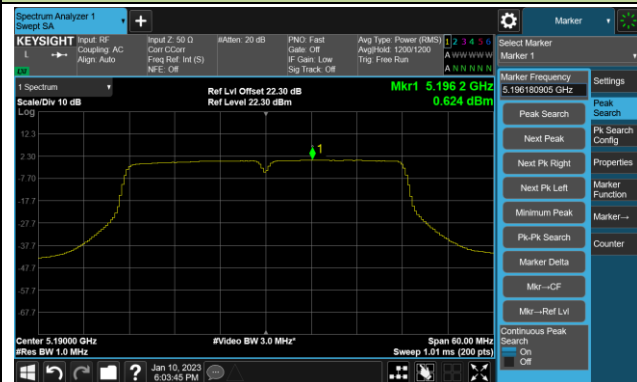 Spectrum Analyzer 1
Swept SA
+
Marker
KEYSIGHT
L
LXI
Input: RF
Coupling: AC
Align: Auto
Input Z: 50 Ω
Corr CCorr
Freq Ref: Int (S)
NFE: Off
#Atten: 20 dB
PNO: Fast
Gate: Off
IF Gain: Low
Sig Track: Off
Avg Type: Power (RMS)
Avg|Hold: 1200/1200
Trig: Free Run
1 2 3 4 5 6
A W W W W W
A N N N N N
Select Marker
Marker 1
1 Spectrum
Scale/Div 10 dB
Log
Ref Lvl Offset 22.30 dB
Ref Level 22.30 dBm
Mkr1 5.196 2 GHz
0.624 dBm
12.3
2.30
-7.70
-17.7
-27.7
-37.7
-47.7
-57.7
-67.7
1
Center 5.19000 GHz
#Res BW 1.0 MHz
#Video BW 3.0 MHz*
Span 60.00 MHz
Sweep 1.01 ms (200 pts)
Marker Frequency
5.196180905 GHz
Peak Search
Next Peak
Next Pk Right
Next Pk Left
Minimum Peak
Pk-Pk Search
Marker Delta
Mkr→CF
Mkr→Ref Lvl
Continuous Peak
Search
On
Off
Settings
Peak
Search
Pk Search
Config
Properties
Marker
Function
Marker→
Counter
?
Jan 10, 2023
6:03:45 PM